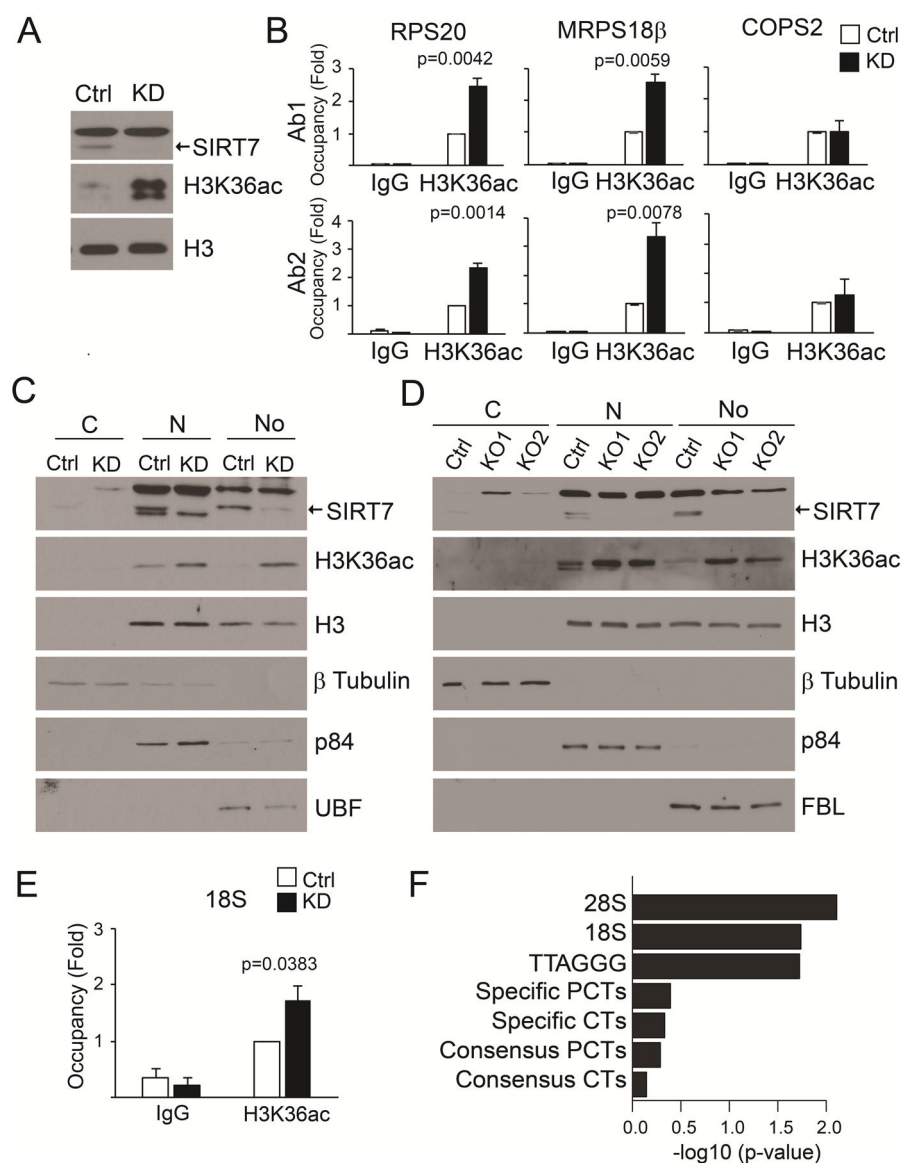 A
Ctrl KD
←SIRT7
H3K36ac
H3
B
RPS20 MRPS18β COPS2
Ctrl
KD
Ab1
Occupancy (Fold)
3
2
1
p=0.0042 p=0.0059
IgG H3K36ac IgG H3K36ac IgG H3K36ac
Ab2
Occupancy (Fold)
4
3
2
1
p=0.0014 p=0.0078
IgG H3K36ac IgG H3K36ac IgG H3K36ac
C
C N No
Ctrl KD Ctrl KD Ctrl KD
←SIRT7
H3K36ac
H3
β Tubulin
p84
UBF
D
C N No
Ctrl KO1 KO2 Ctrl KO1 KO2 Ctrl KO1 KO2
←SIRT7
H3K36ac
H3
β Tubulin
p84
FBL
E
18S
Ctrl
KD
Occupancy (Fold)
3
2
1
p=0.0383
IgG H3K36ac
F
28S
18S
TTAGGG
Specific PCTs
Specific CTs
Consensus PCTs
Consensus CTs
0.0 0.5 1.0 1.5 2.0
-log10 (p-value)